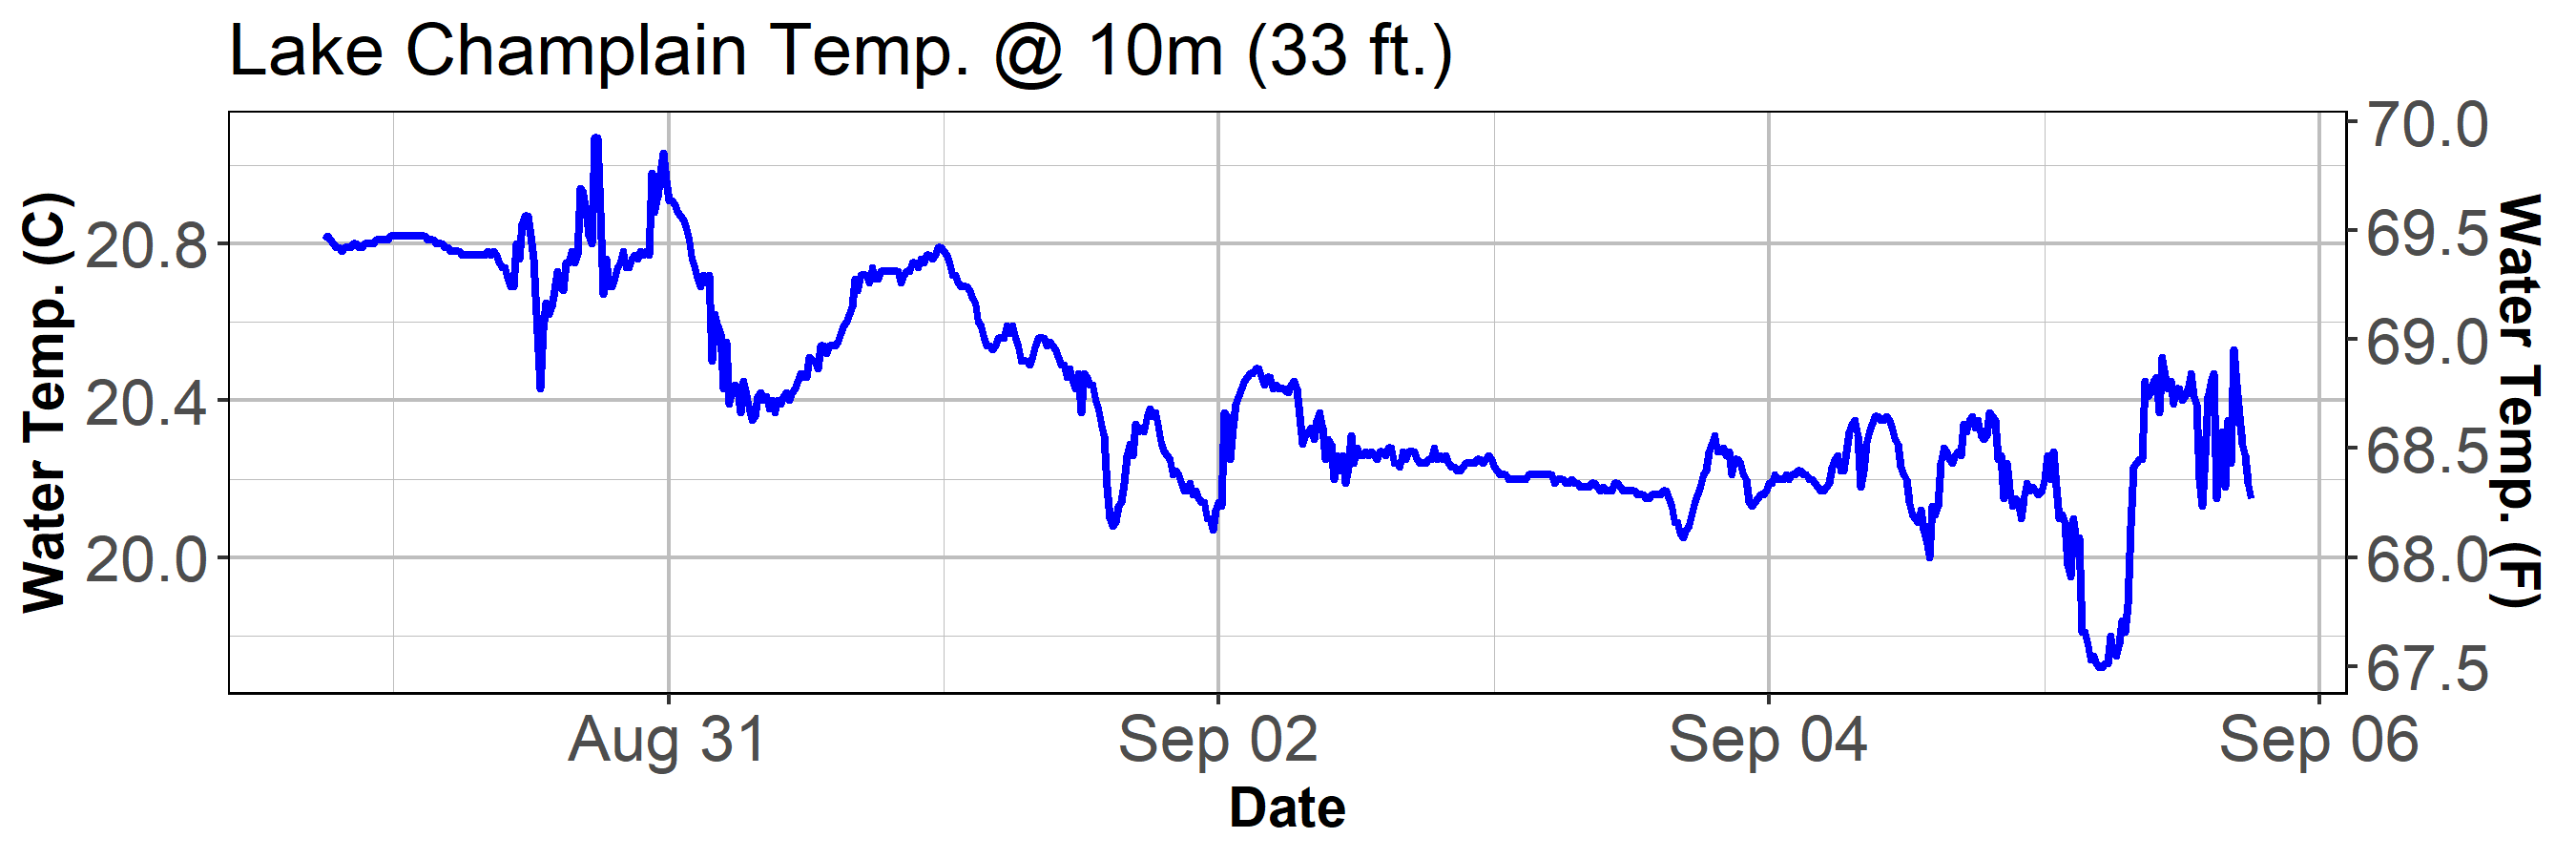 Lake Champlain Temp. @ 10m (33 ft.)
Water Temp. (C)
20.8
20.4
20.0
70.0
69.5
69.0
68.5
68.0
67.5
Water Temp. (F)
Aug 31
Sep 02
Sep 04
Sep 06
Date